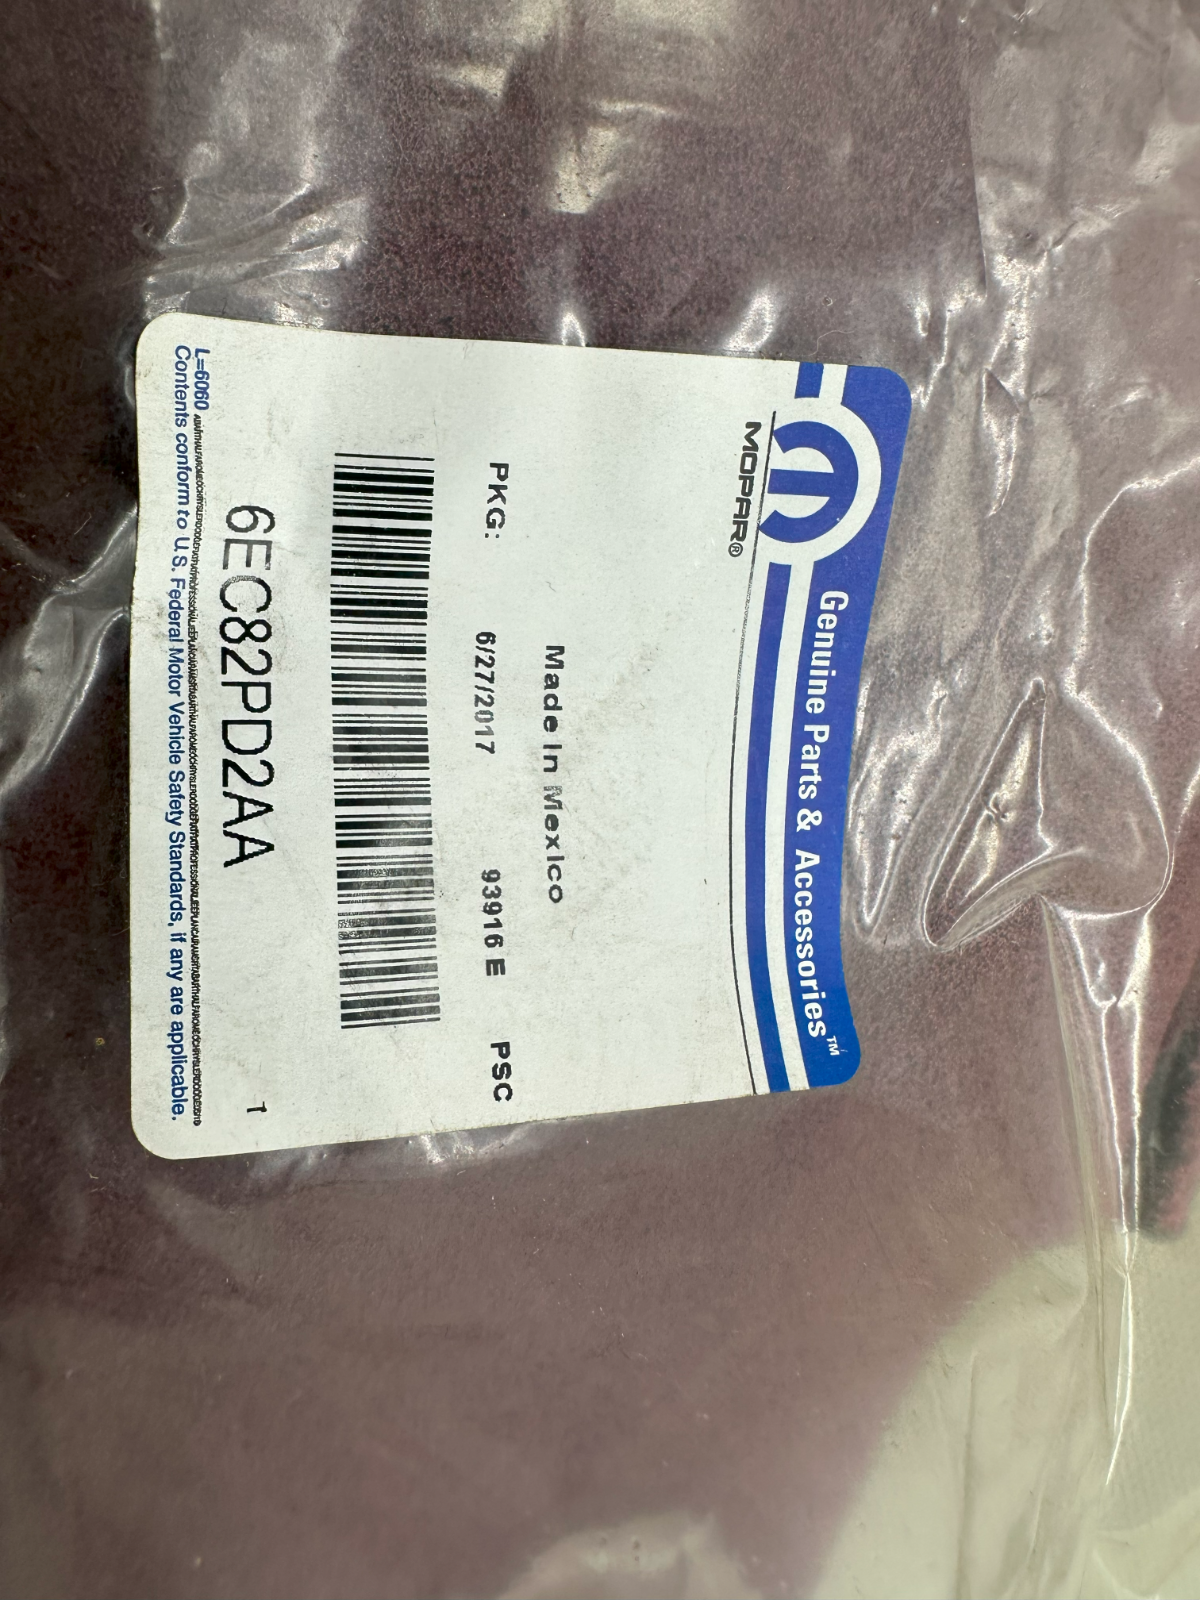 Genuine Parts & Accessories™
MOPAR®
Made In Mexico
PKG: 6/27/2017 93916 E PSC
6EC82PD2AA T
L=6060
Contents conform to U.S. Federal Motor Vehicle Safety Standards, if any are applicable.